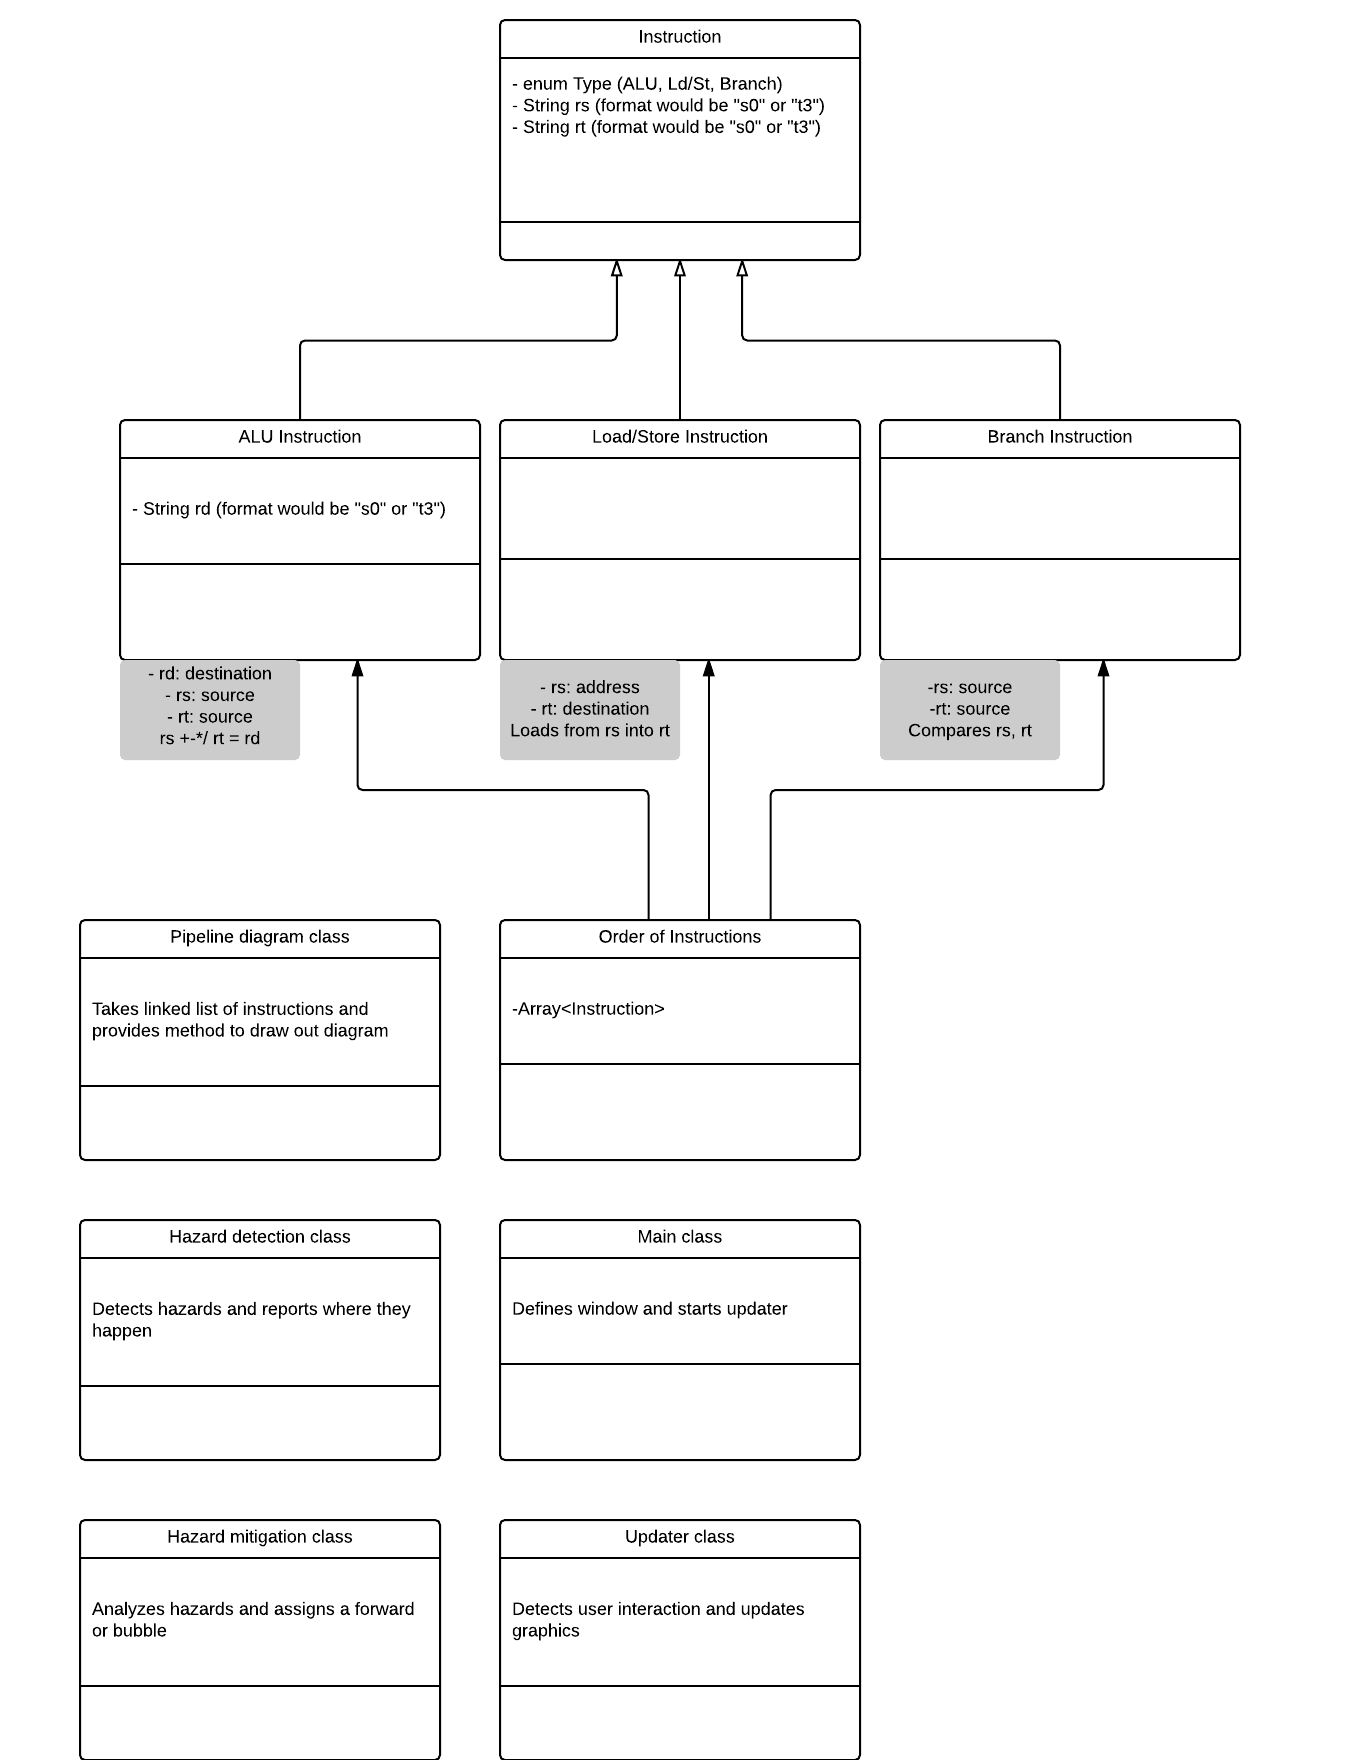 Instruction
- enum Type (ALU, Ld/St, Branch)
- String rs (format would be "s0" or "t3")
- String rt (format would be "s0" or "t3")
ALU Instruction
- String rd (format would be "s0" or "t3")
- rd: destination
- rs: source
- rt: source
rs +-*/ rt = rd
Load/Store Instruction
- rs: address
- rt: destination
Loads from rs into rt
Branch Instruction
-rs: source
-rt: source
Compares rs, rt
Pipeline diagram class
Takes linked list of instructions and
provides method to draw out diagram
Order of Instructions
-Array<Instruction>
Hazard detection class
Detects hazards and reports where they
happen
Main class
Defines window and starts updater
Hazard mitigation class
Analyzes hazards and assigns a forward
or bubble
Updater class
Detects user interaction and updates
graphics